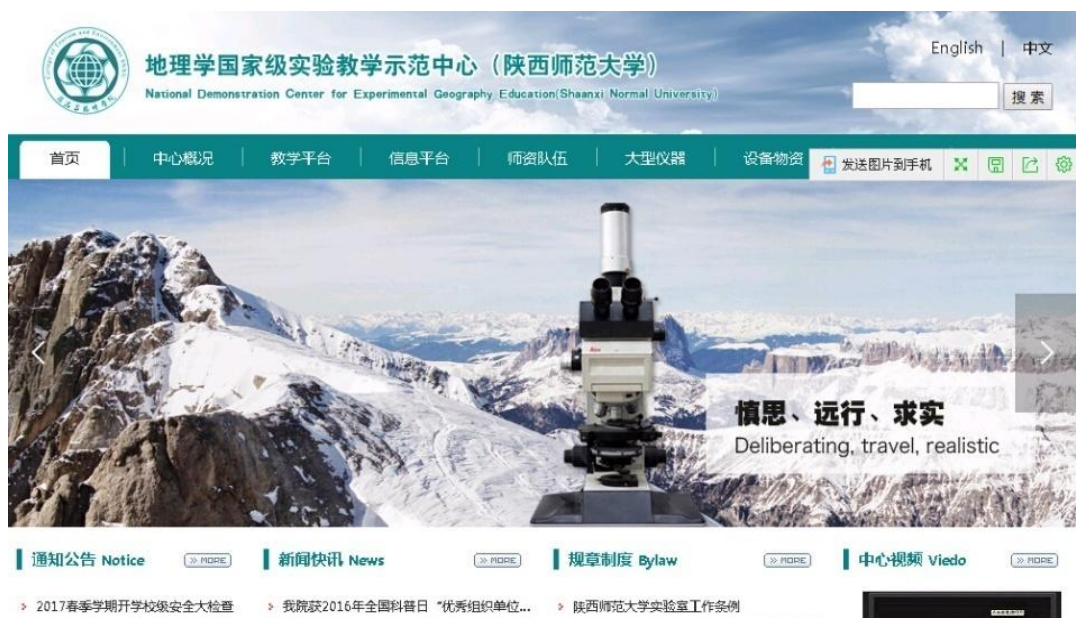 地理学国家级实验教学示范中心（陕西师范大学）
National Demonstration Center for Experimental Geography Education(Shaanxi Normal University)
English | 中文
搜索
首页 中心概况 教学平台 信息平台 师资队伍 大型仪器 设备物资
发送图片到手机
慎思、远行、求实
Deliberating, travel, realistic
通知公告 Notice MORE
新闻快讯 News MORE
规章制度 Bylaw MORE
中心视频 Viedo MORE
2017春季学期开学校级安全大检查
我院获2016年全国科普日“优秀组织单位...
陕西师范大学实验室工作条例